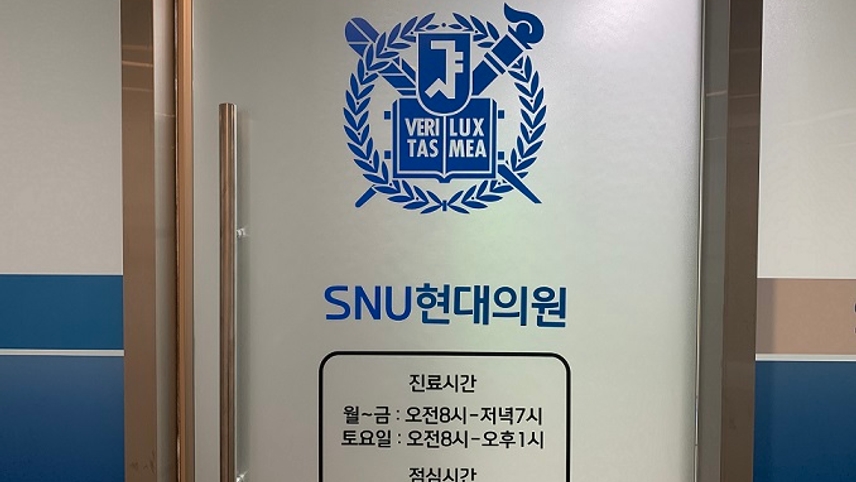 VERI LUX
TAS MEA
SNU현대의원
진료시간
월~금 : 오전8시-저녁7시
토요일 : 오전8시-오후1시
점심시간